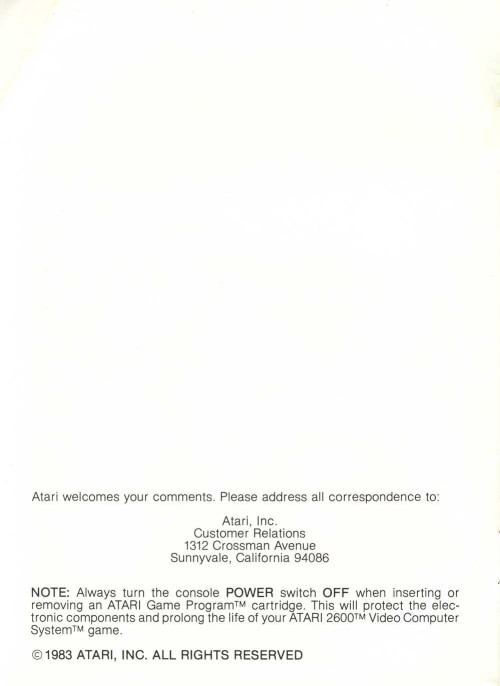 Atari welcomes your comments. Please address all correspondence to:
Atari, Inc.
Customer Relations
1312 Crossman Avenue
Sunnyvale, California 94086
NOTE: Always turn the console POWER switch OFF when inserting or
removing an ATARI Game Program™ cartridge. This will protect the elec-
tronic components and prolong the life of your ATARI 2600™ Video Computer
System™ game.
©1983 ATARI, INC. ALL RIGHTS RESERVED